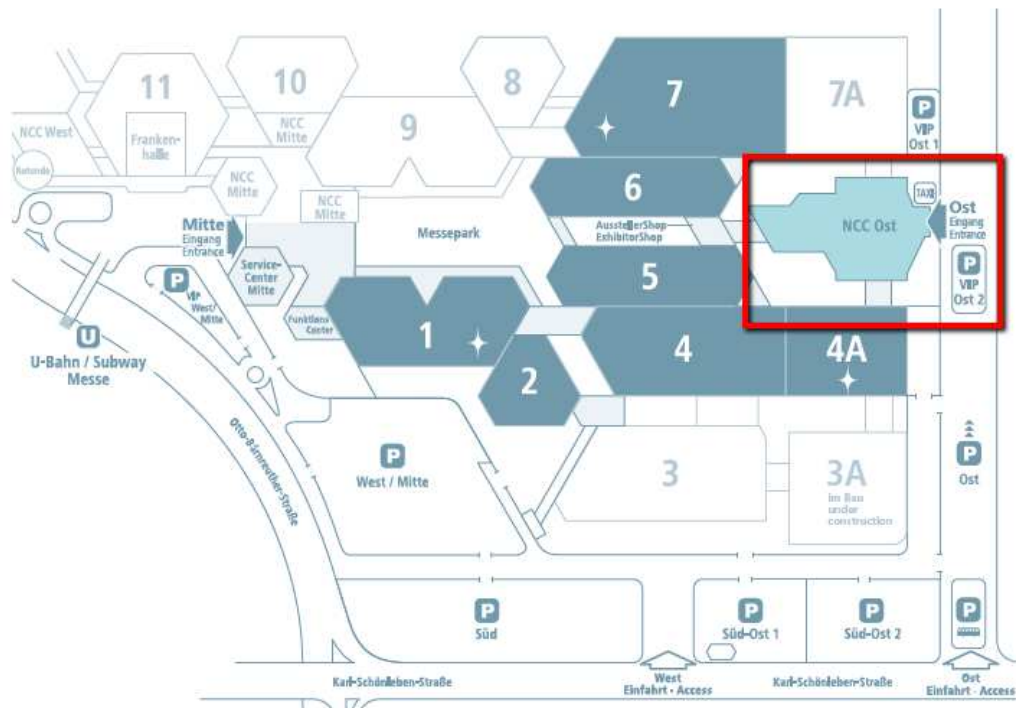 11
10
8
7
7A
P
VIP
Ost 1
NCC West
Franken-
halle
NCC
Mitte
9
Rotunde
NCC
Mitte
NCC
Mitte
6
TAXI
Mitte
Eingang
Entrance
Messepark
AusstellerShop
ExhibitorShop
NCC Ost
Ost
Eingang
Entrance
P
VIP
Ost 2
Service-
Center
Mitte
5
P
VIP
West/
Mitte
Funktions
Center
1
U
U-Bahn / Subway
Messe
2
4
4A
Otto-Bärnreuther-Straße
P
West / Mitte
3
3A
im Bau
under
construction
P
Ost
P
Süd
P
Süd-Ost 1
P
Süd-Ost 2
P
Karl-Schönleben-Straße
West
Einfahrt - Access
Karl-Schönleben-Straße
Ost
Einfahrt - Access